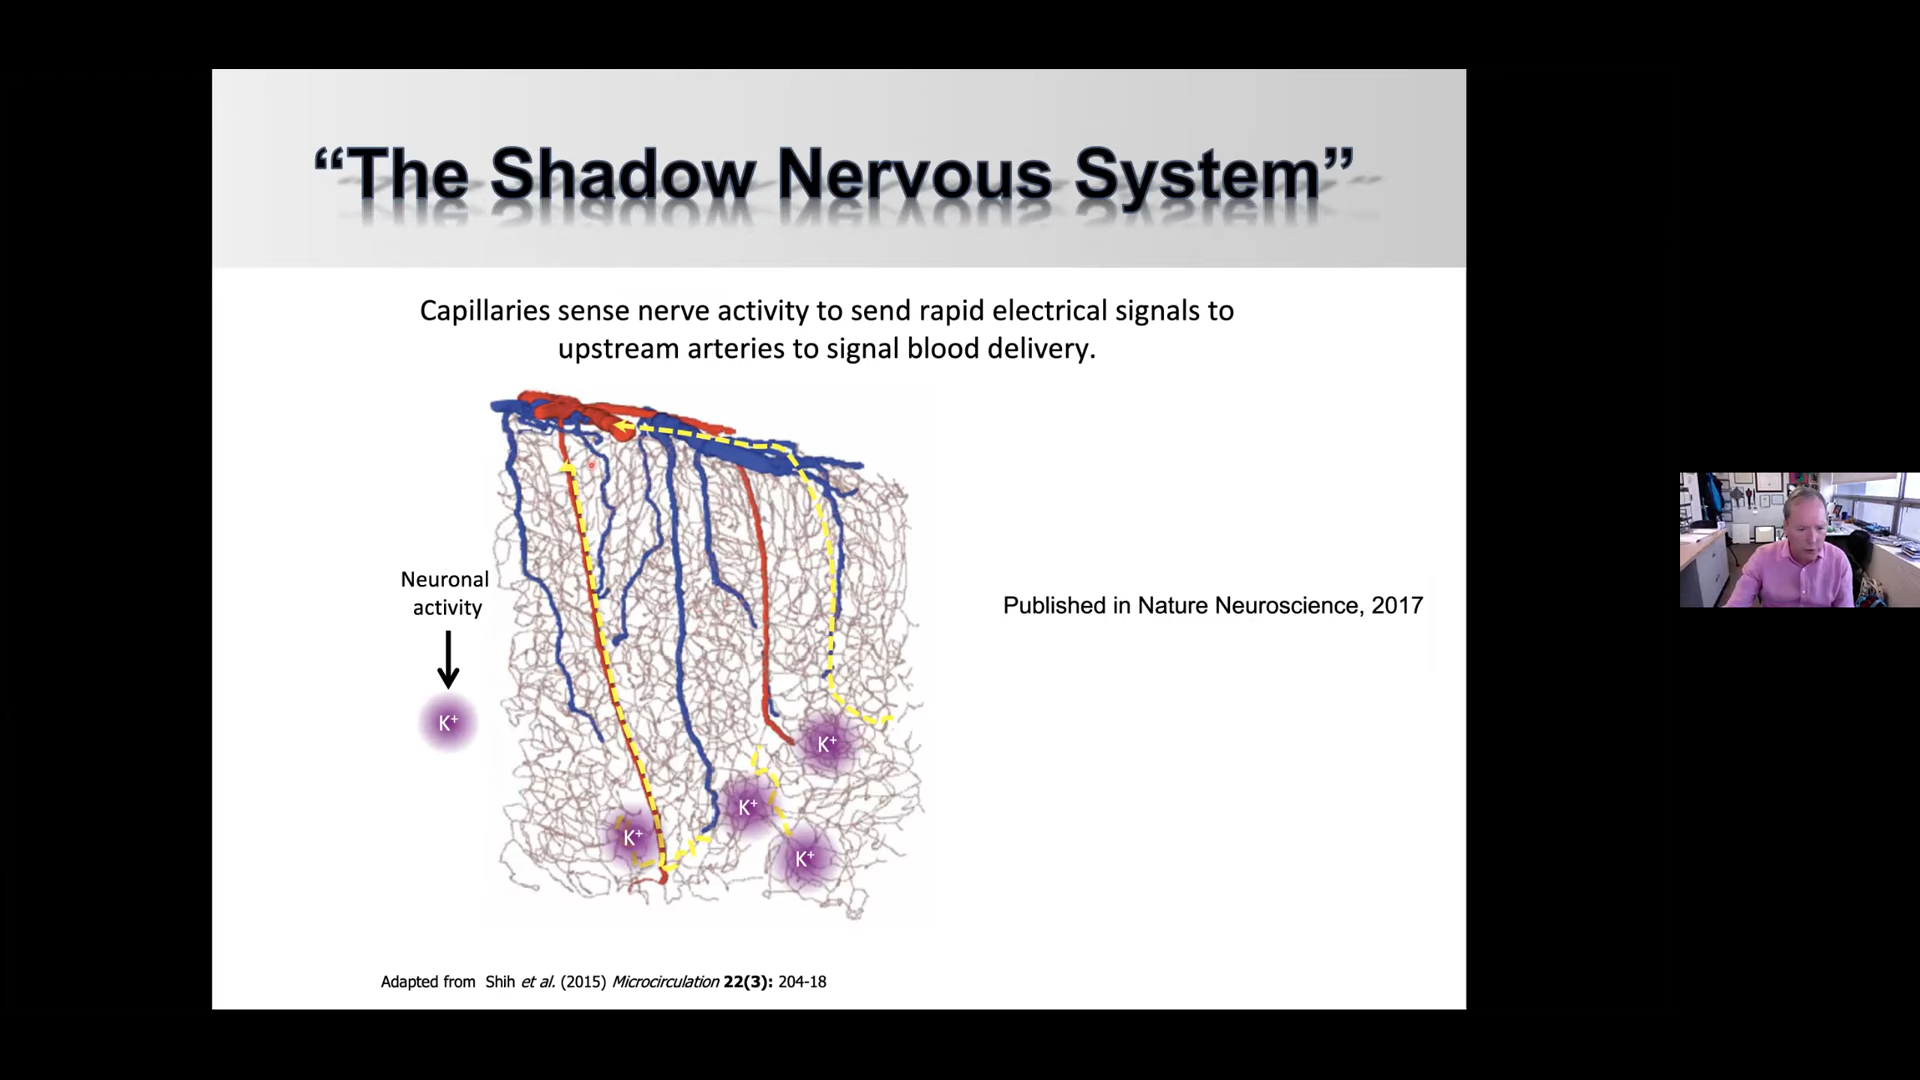 “The Shadow Nervous System”
Capillaries sense nerve activity to send rapid electrical signals to
upstream arteries to signal blood delivery.
Neuronal
activity
K⁺
Published in Nature Neuroscience, 2017
K⁺
K⁺
K⁺
K⁺
Adapted from Shih et al. (2015) Microcirculation 22(3): 204-18